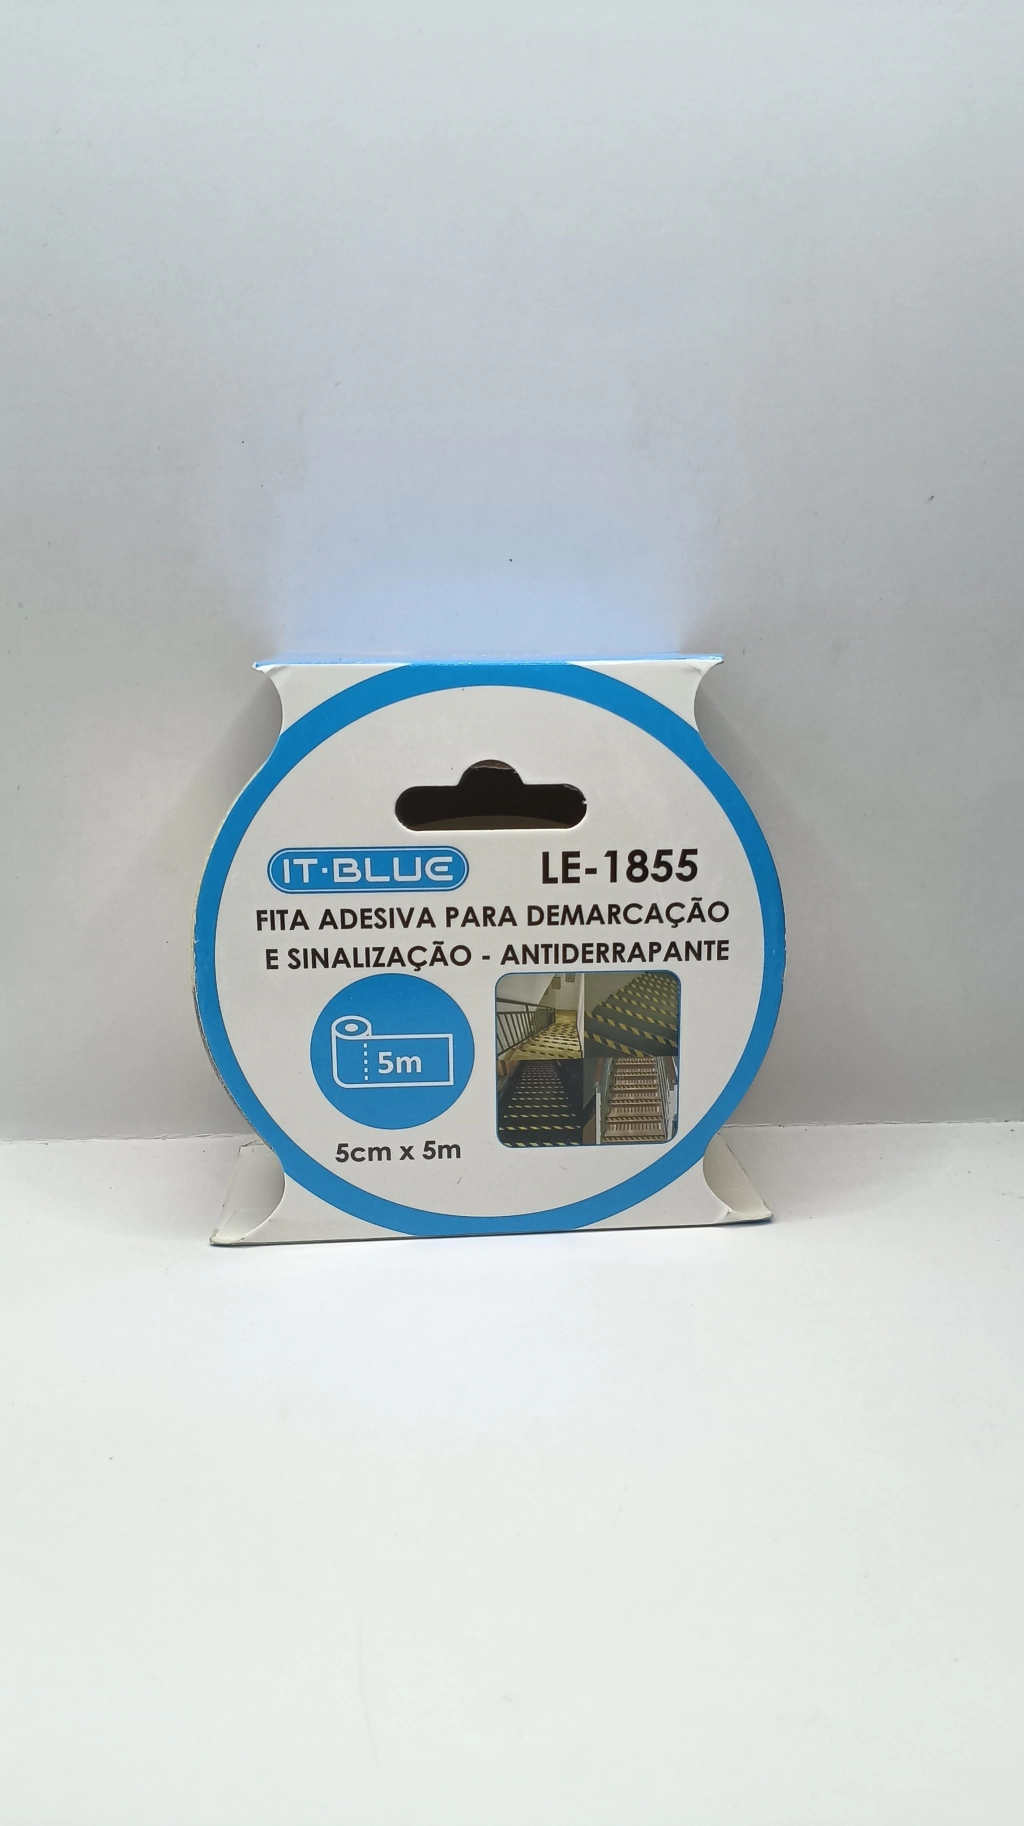 IT·BLUE
LE-1855
FITA ADESIVA PARA DEMARCAÇÃO
E SINALIZAÇÃO - ANTIDERRAPANTE
5m
5cm x 5m